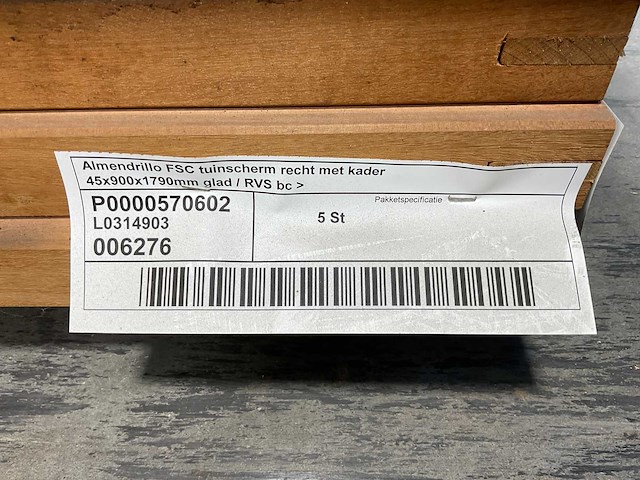 Almendrillo FSC tuinscherm recht met kader
45x900x1790mm glad / RVS bc >
P0000570602
Pakketspecificatie
L0314903
5 St
006276